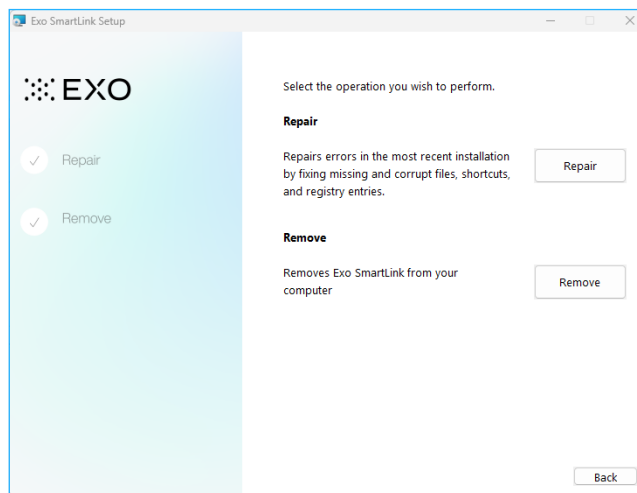 Exo SmartLink Setup
EXO
Repair
Remove
Select the operation you wish to perform.
Repair
Repairs errors in the most recent installation
by fixing missing and corrupt files, shortcuts,
and registry entries.
Repair
Remove
Removes Exo SmartLink from your
computer
Remove
Back